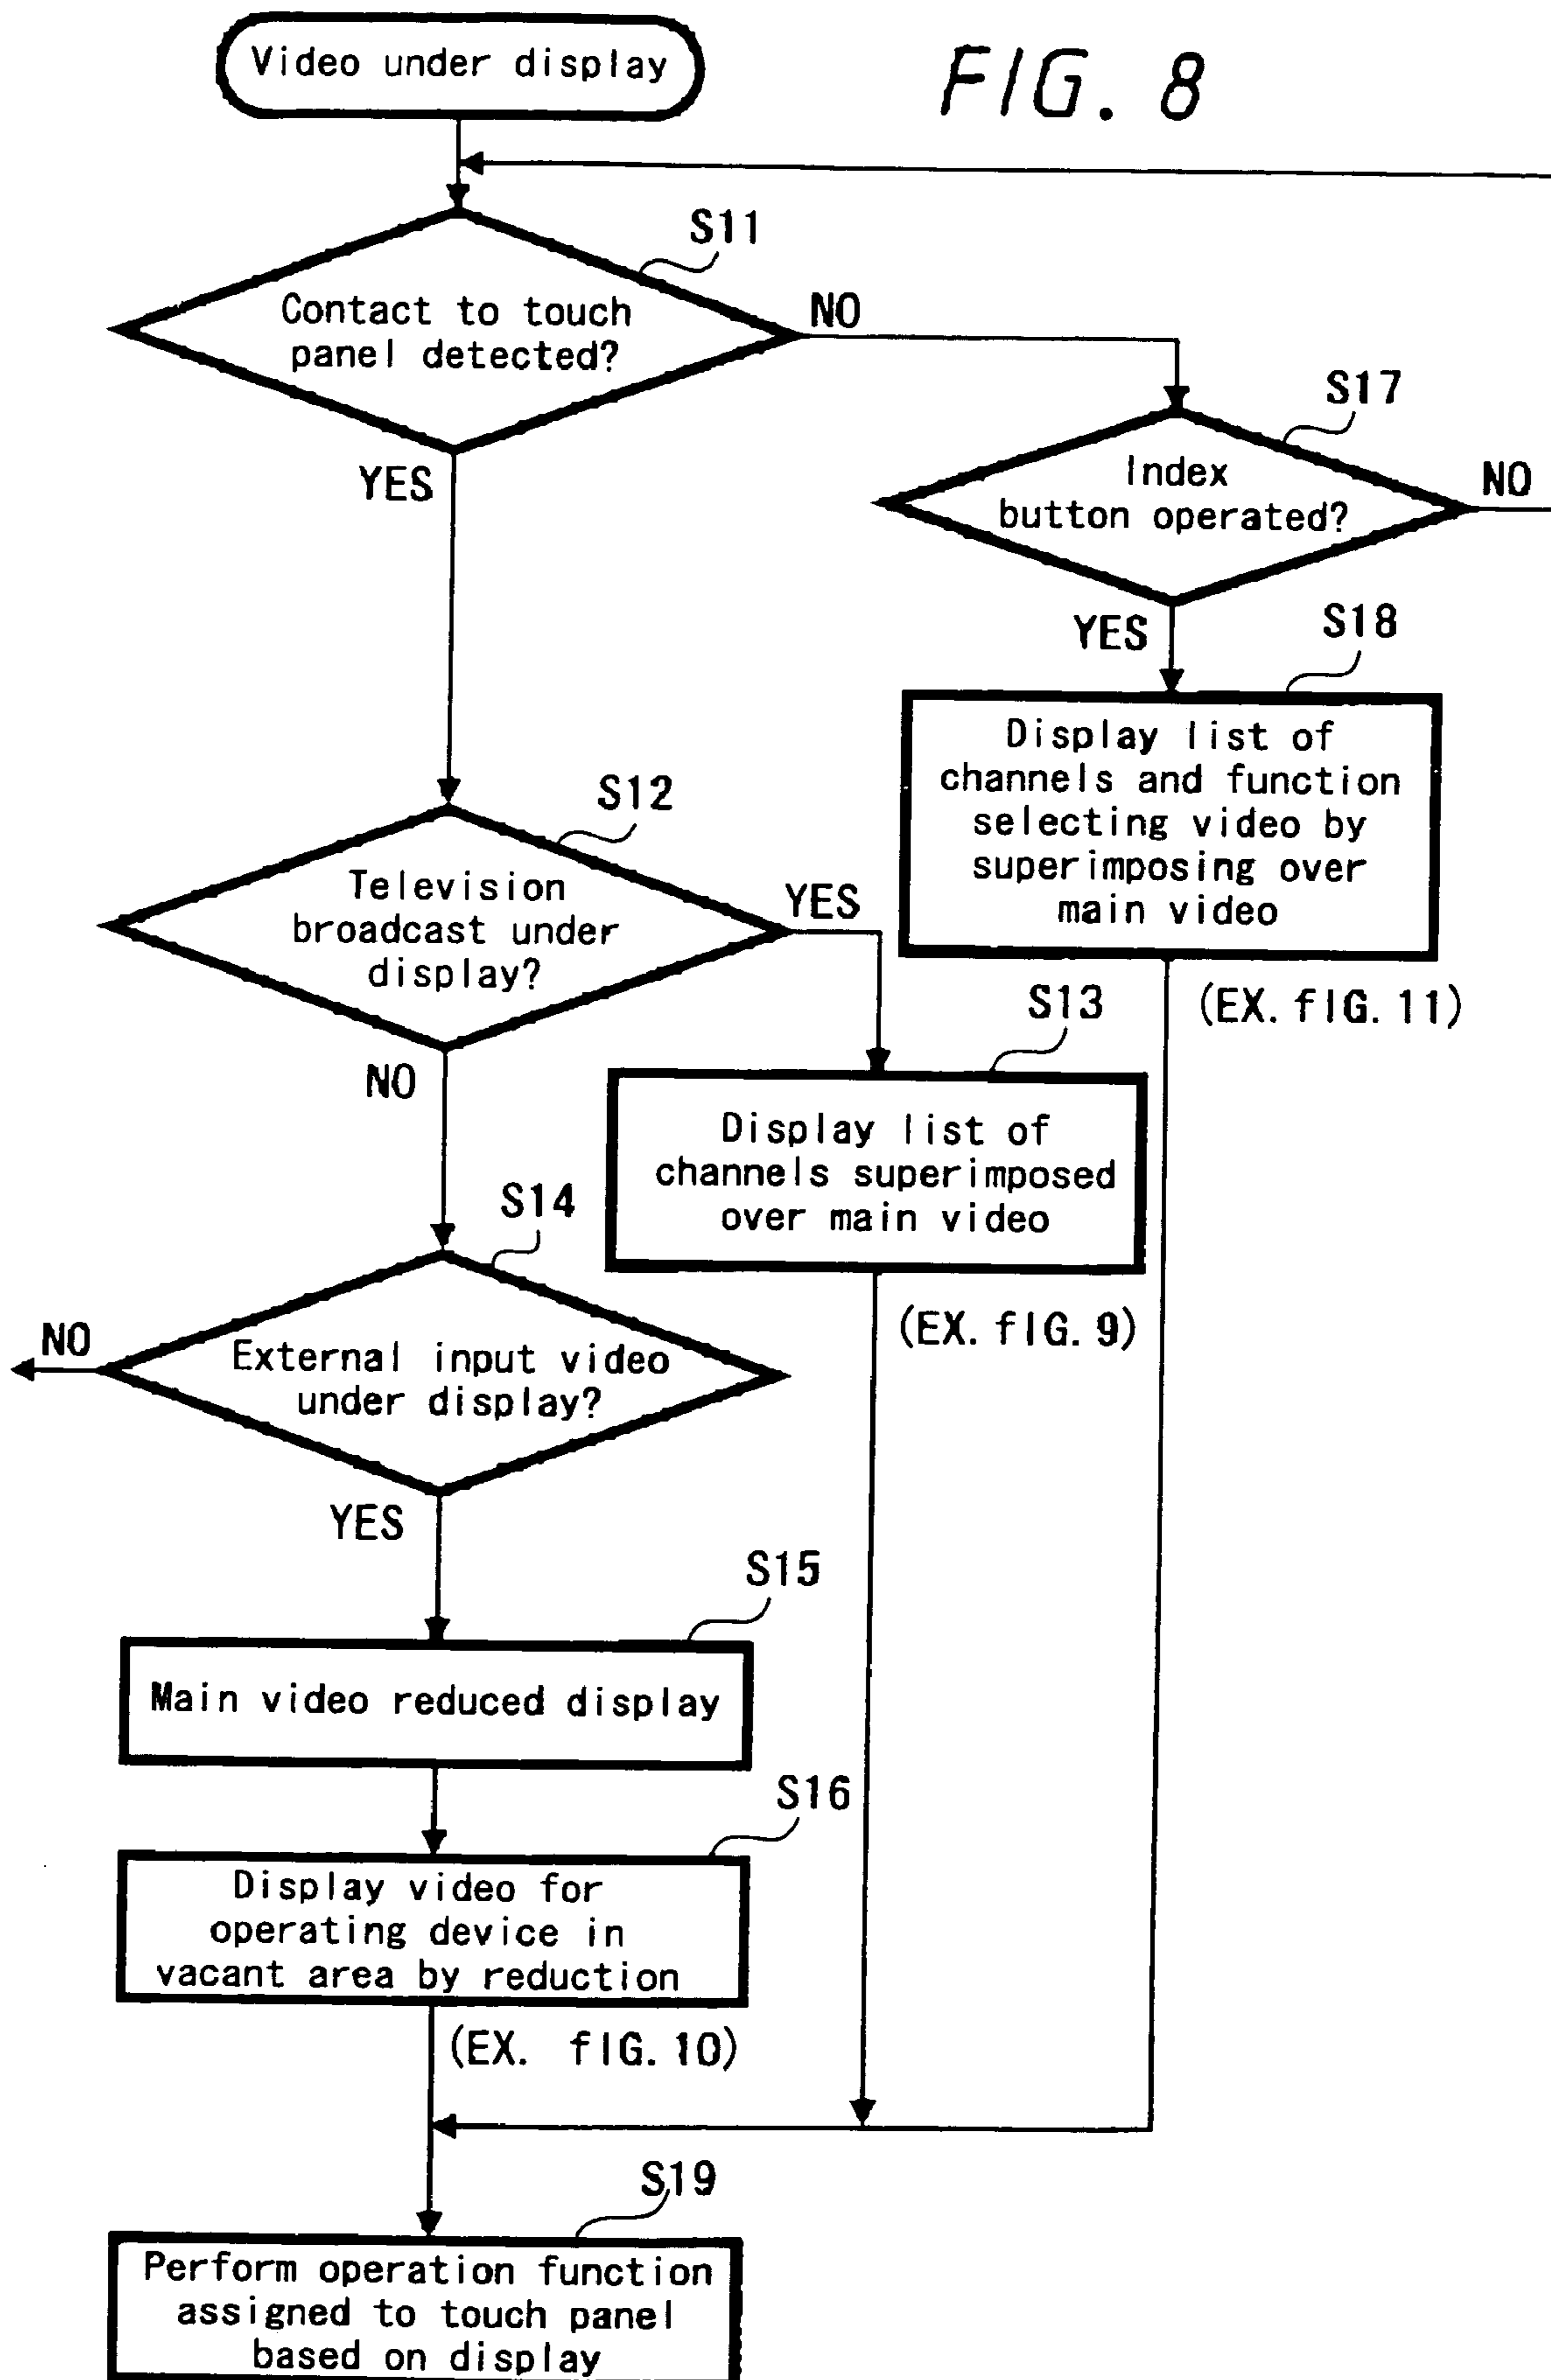 Video under display
FIG. 8
S11
Contact to touch
panel detected?
NO
YES
S17
Index
button operated?
NO
YES
S18
Display list of
channels and function
selecting video by
superimposing over
main video
(EX. fIG. 11)
S12
Television
broadcast under
display?
YES
NO
S13
Display list of
channels superimposed
over main video
(EX. fIG. 9)
S14
External input video
under display?
NO
YES
S15
Main video reduced display
S16
Display video for
operating device in
vacant area by reduction
(EX. fIG. 10)
S19
Perform operation function
assigned to touch panel
based on display